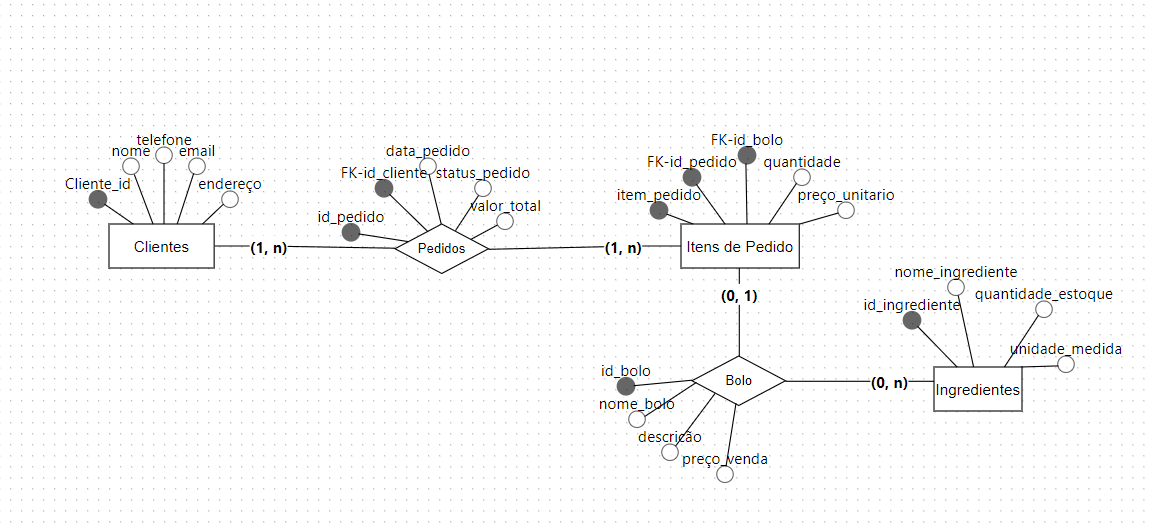 telefone
nome
email
Cliente_id
endereço
Clientes
(1, n)
data_pedido
FK-id_cliente
status_pedido
id_pedido
valor_total
Pedidos
(1, n)
FK-id_bolo
FK-id_pedido
quantidade
item_pedido
preço_unitario
Itens de Pedido
(0, 1)
nome_ingrediente
quantidade_estoque
id_ingrediente
unidade_medida
Ingredientes
(0, n)
Bolo
id_bolo
nome_bolo
descrição
preço_venda